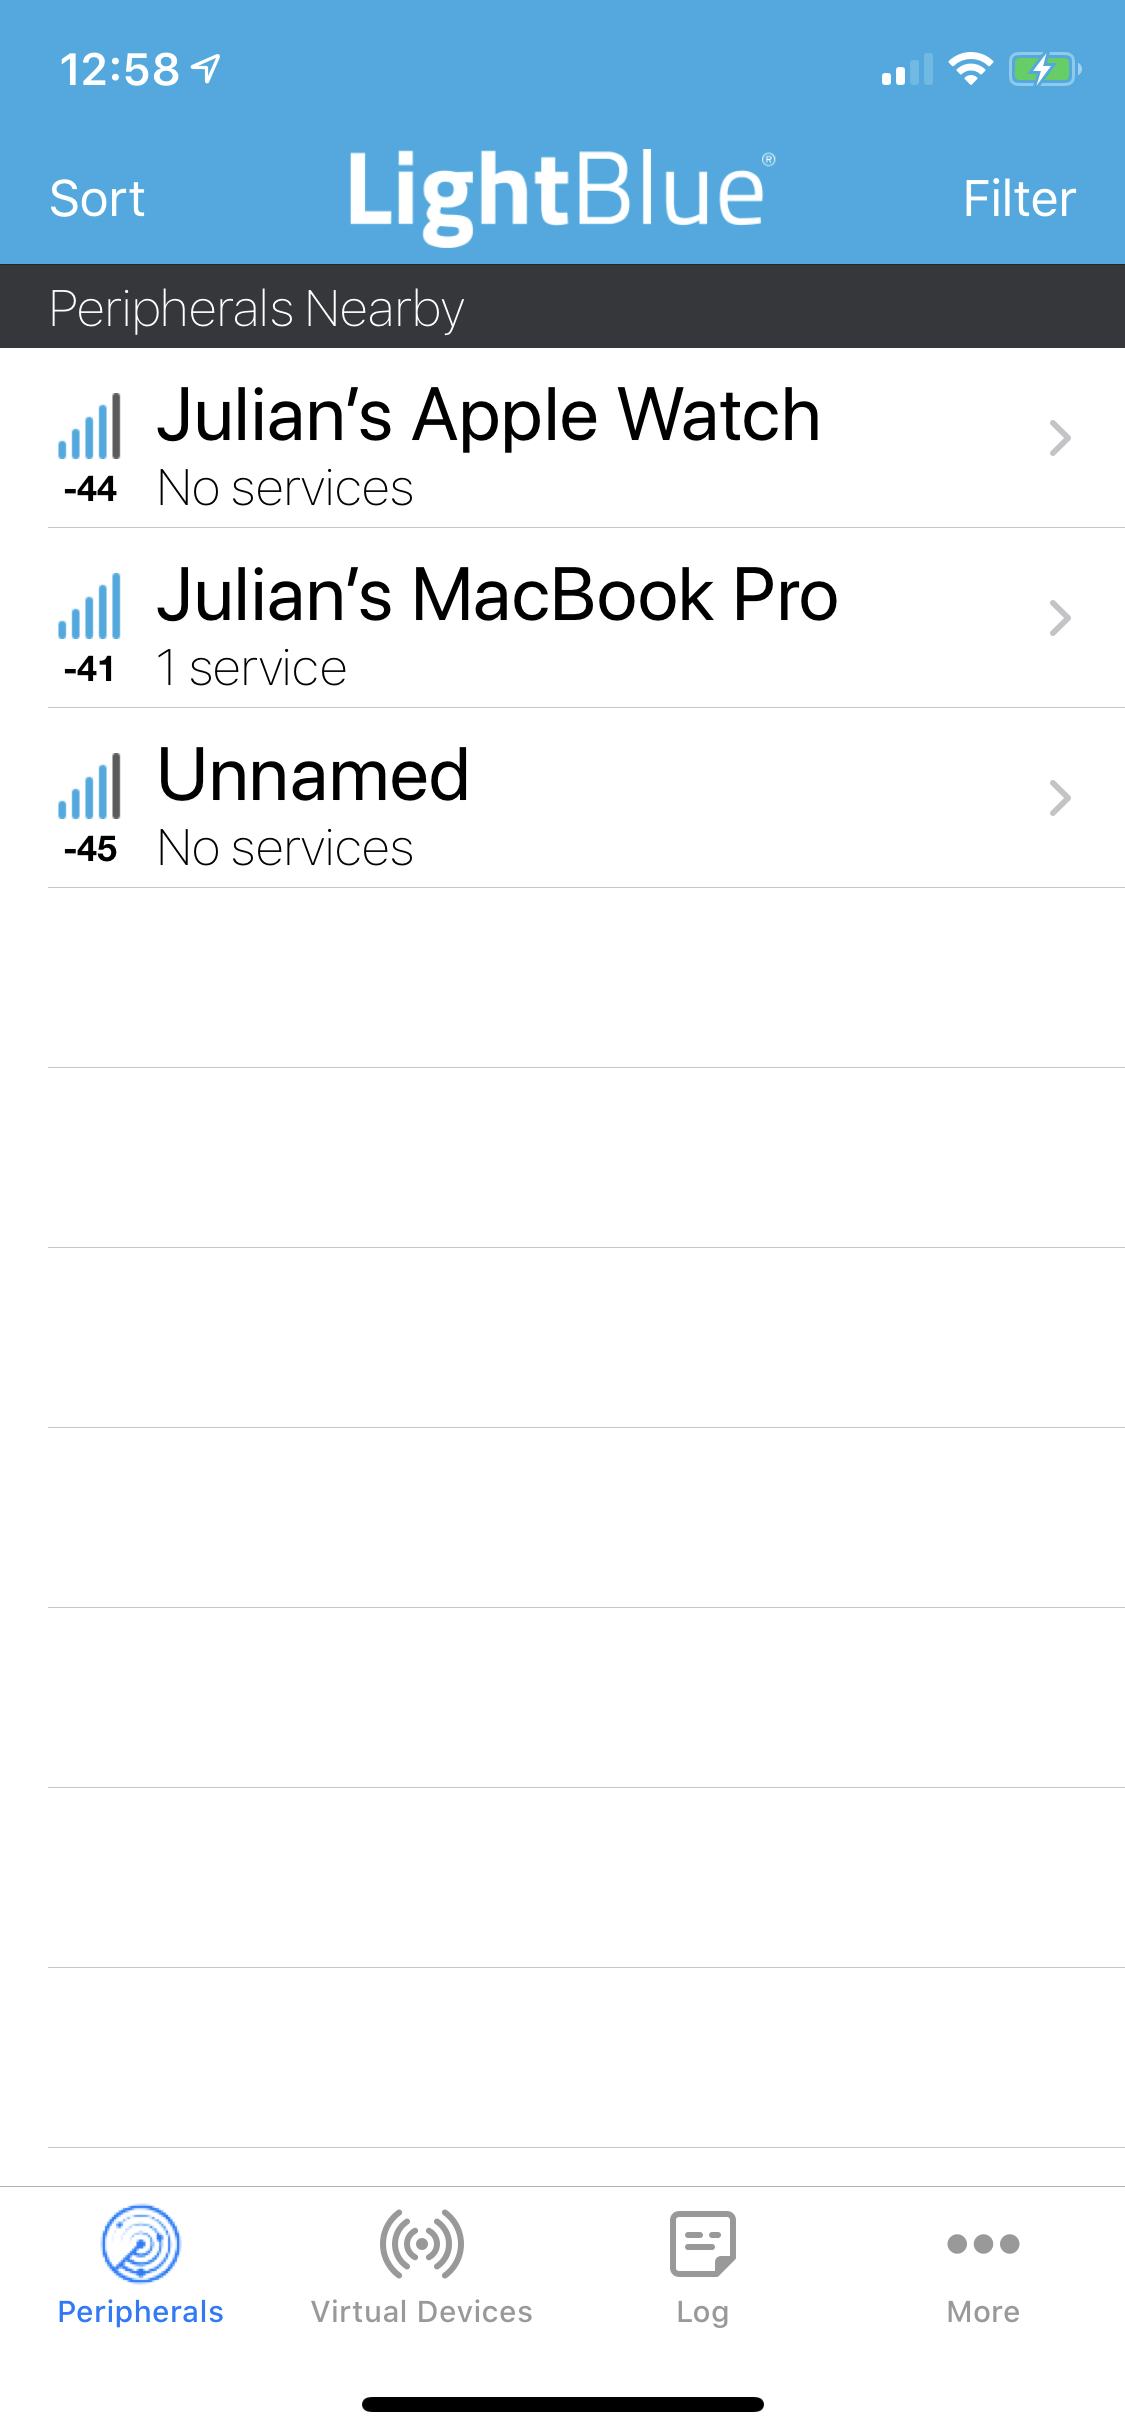 12:58
Sort LightBlue® Filter
Peripherals Nearby
Julian’s Apple Watch
-44 No services
Julian’s MacBook Pro
-41 1 service
Unnamed
-45 No services
Peripherals Virtual Devices Log More